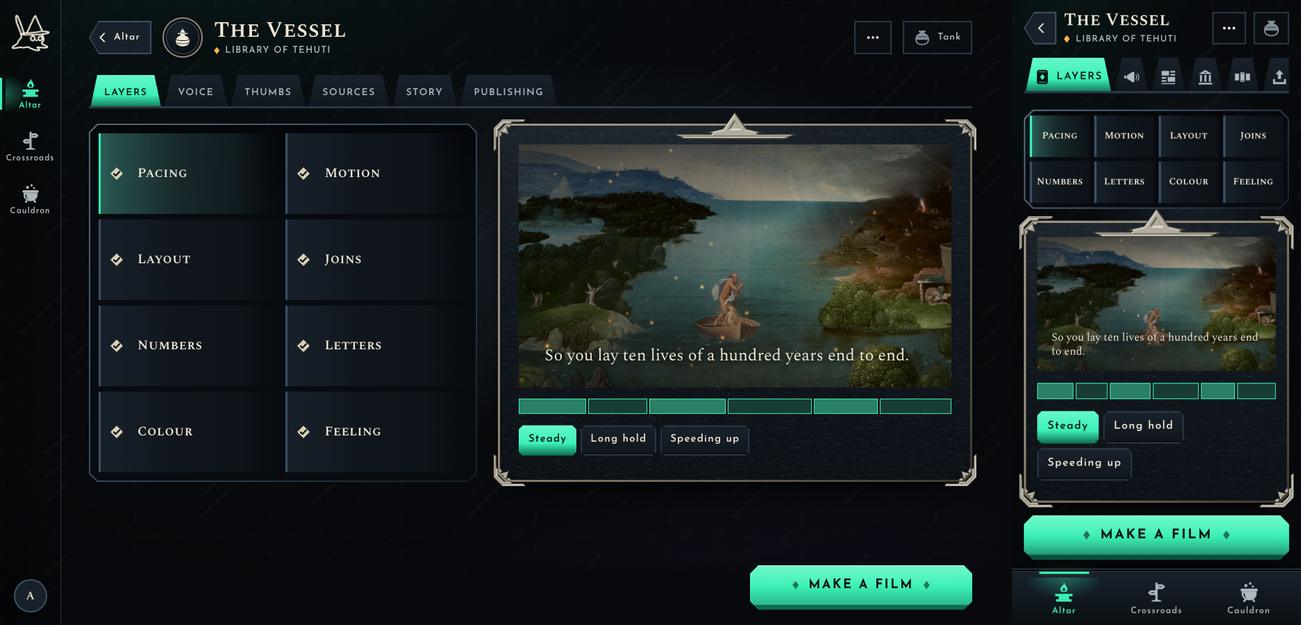 Altar
THE VESSEL
LIBRARY OF TEHUTI
Tank
LAYERS
VOICE
THUMBS
SOURCES
STORY
PUBLISHING
Altar
Crossroads
Cauldron
PACING
MOTION
LAYOUT
JOINS
NUMBERS
LETTERS
COLOUR
FEELING
So you lay ten lives of a hundred years end to end.
Steady
Long hold
Speeding up
MAKE A FILM
A
THE VESSEL
LIBRARY OF TEHUTI
LAYERS
PACING
MOTION
LAYOUT
JOINS
NUMBERS
LETTERS
COLOUR
FEELING
So you lay ten lives of a hundred years end
to end.
Steady
Long hold
Speeding up
MAKE A FILM
Altar
Crossroads
Cauldron